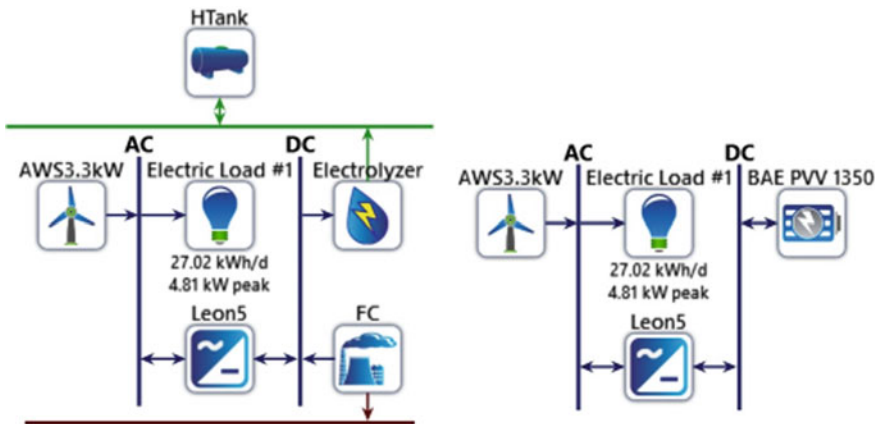 HTank
AC
DC
AWS3.3kW
Electric Load #1
Electrolyzer
27.02 kWh/d
4.81 kW peak
Leon5
FC
AC
DC
AWS3.3kW
Electric Load #1
BAE PVV 1350
27.02 kWh/d
4.81 kW peak
Leon5